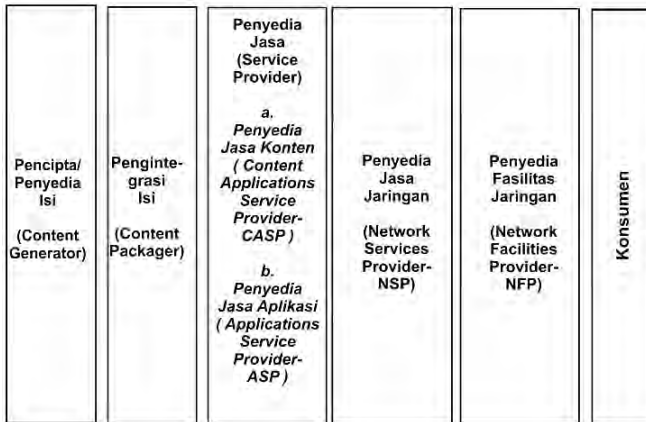 Pencipta/
Penyedia
Isi
(Content
Generator)
Penginte-
grasi
Isi
(Content
Packager)
Penyedia
Jasa
(Service
Provider)
a.
Penyedia
Jasa Konten
( Content
Applications
Service
Provider-
CASP )
b.
Penyedia
Jasa Aplikasi
( Applications
Service
Provider-
ASP )
Penyedia
Jasa
Jaringan
(Network
Services
Provider-
NSP)
Penyedia
Fasilitas
Jaringan
(Network
Facilities
Provider-
NFP)
Konsumen